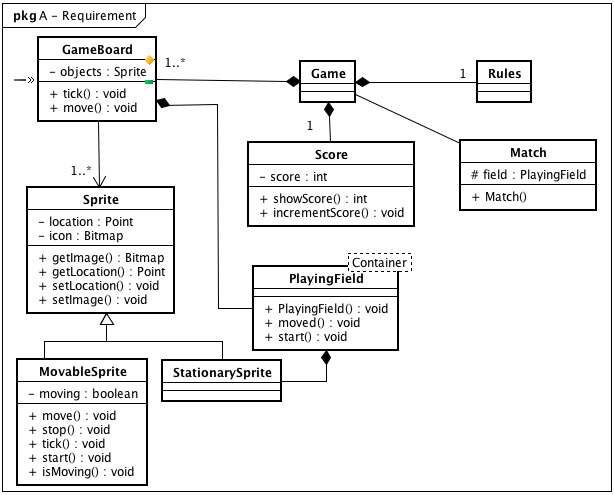 pkg A – Requirement
GameBoard
– objects : Sprite
+ tick() : void
+ move() : void
1..*
Game
1
Rules
1
Score
– score : int
+ showScore() : int
+ incrementScore() : void
Match
# field : PlayingField
+ Match()
1..*
Sprite
– location : Point
– icon : Bitmap
+ getImage() : Bitmap
+ getLocation() : Point
+ setLocation() : void
+ setImage() : void
Container
PlayingField
+ PlayingField() : void
+ moved() : void
+ start() : void
MovableSprite
– moving : boolean
+ move() : void
+ stop() : void
+ tick() : void
+ start() : void
+ isMoving() : void
StationarySprite